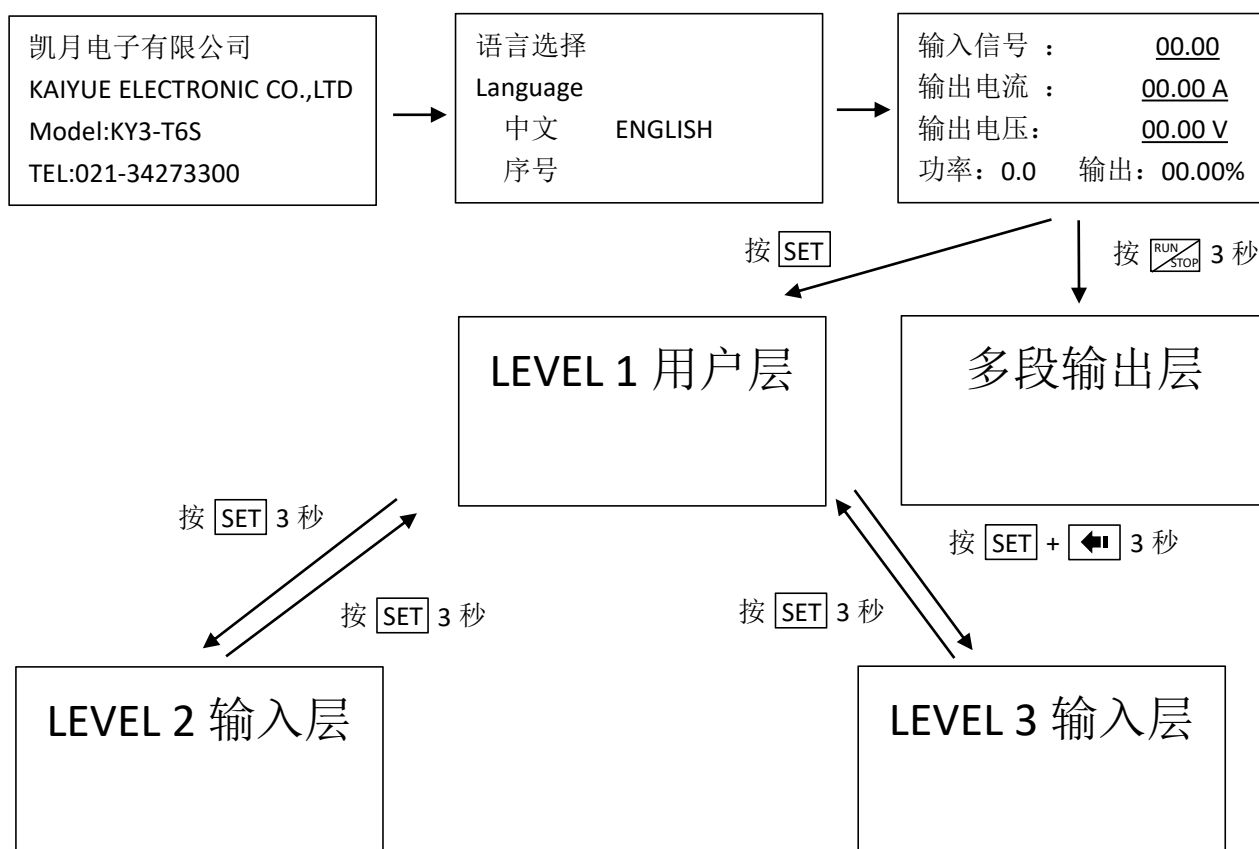 凯月电子有限公司
KAIYUE ELECTRONIC CO.,LTD
Model:KY3-T6S
TEL:021-34273300
语言选择
Language
中文 ENGLISH
序号
输入信号 ： 00.00
输出电流 ： 00.00 A
输出电压： 00.00 V
功率：0.0 输出：00.00%
按 SET
按 RUN STOP 3 秒
LEVEL 1 用户层
多段输出层
按 SET 3 秒
按 SET 3 秒
按 SET + 3 秒
按 SET 3 秒
LEVEL 2 输入层
LEVEL 3 输入层